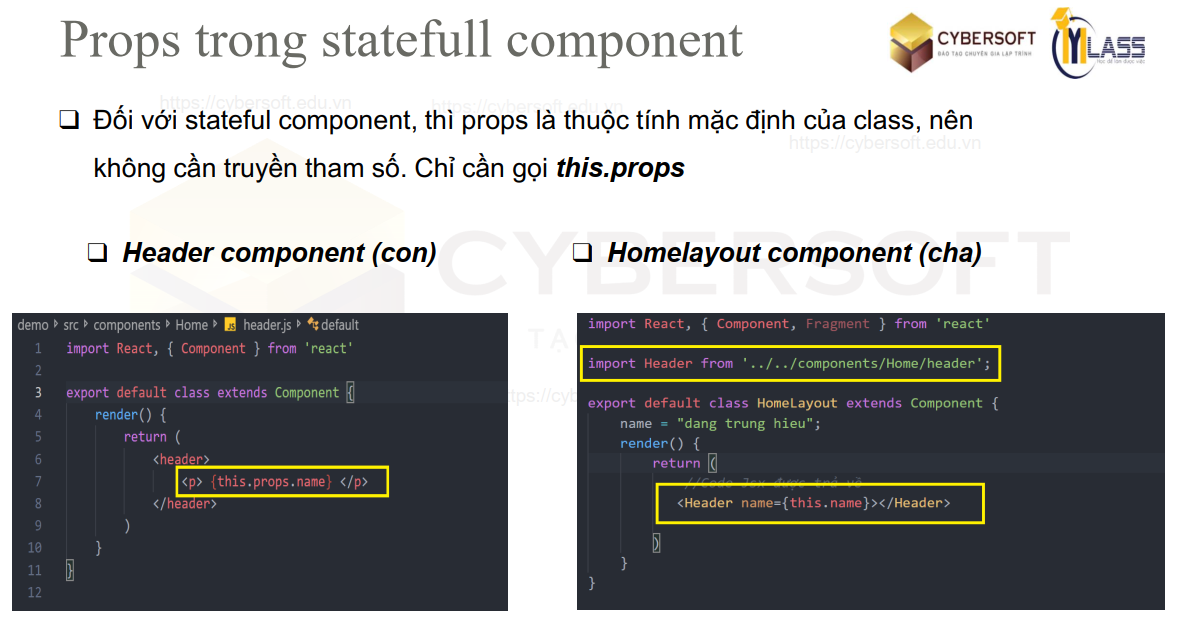 Props trong statefull component
CYBERSOFT
ĐÀO TẠO CHUYÊN GIA LẬP TRÌNH
MYCLASS
Học để làm được việc
https://cybersoft.edu.vn
https://cybersoft.edu.vn
https://cybersoft.edu.vn
❑ Đối với stateful component, thì props là thuộc tính mặc định của class, nên
không cần truyền tham số. Chỉ cần gọi this.props
CYBERSOFT
❑ Header component (con)
demo src components Home JS header.js default
1 import React, { Component } from 'react'
2
3 export default class extends Component {
4 render() {
5 return (
6 <header>
7 <p> {this.props.name} </p>
8 </header>
9 )
10 }
11 }
12
❑ Homelayout component (cha)
import React, { Component, Fragment } from 'react'
import Header from '../../components/Home/header';
export default class HomeLayout extends Component {
name = "dang trung hieu";
render() {
return (
//Code Jsx được trả về
<Header name={this.name}></Header>
)
}
}